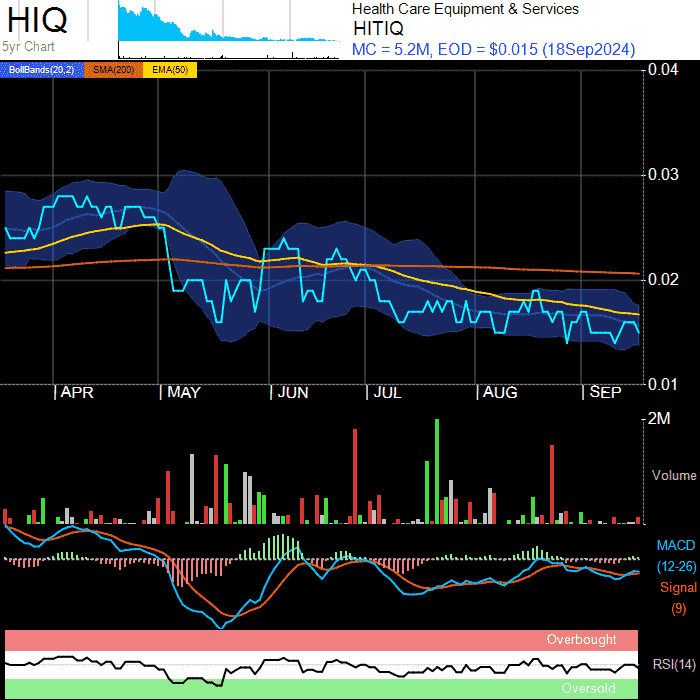 HIQ
5yr Chart
Health Care Equipment & Services
HITIQ
MC = 5.2M, EOD = $0.015 (18Sep2024)
BollBands(20,2) SMA(200) EMA(50)
0.04
0.03
0.02
0.01
APR MAY JUN JUL AUG SEP
2M
Volume
MACD
(12-26)
Signal
(9)
Overbought
RSI(14)
Oversold